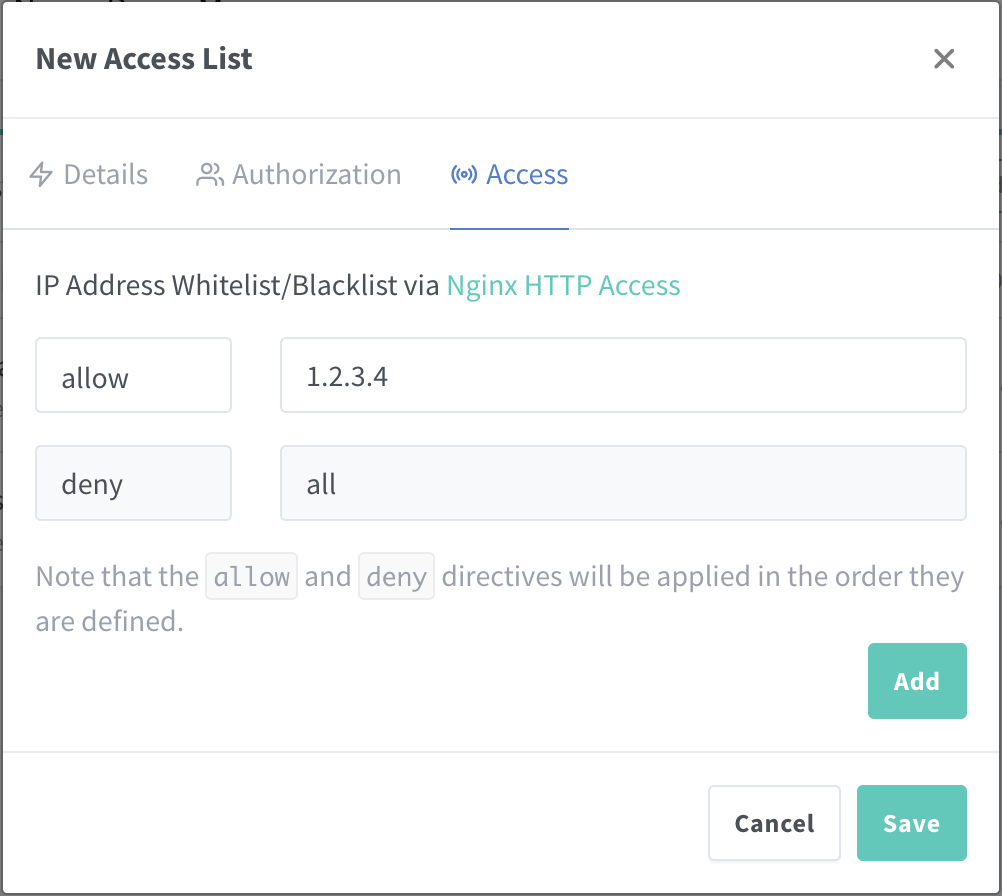 New Access List
Details Authorization Access
IP Address Whitelist/Blacklist via Nginx HTTP Access
allow 1.2.3.4
deny all
Note that the allow and deny directives will be applied in the order they
are defined.
Add
Cancel Save